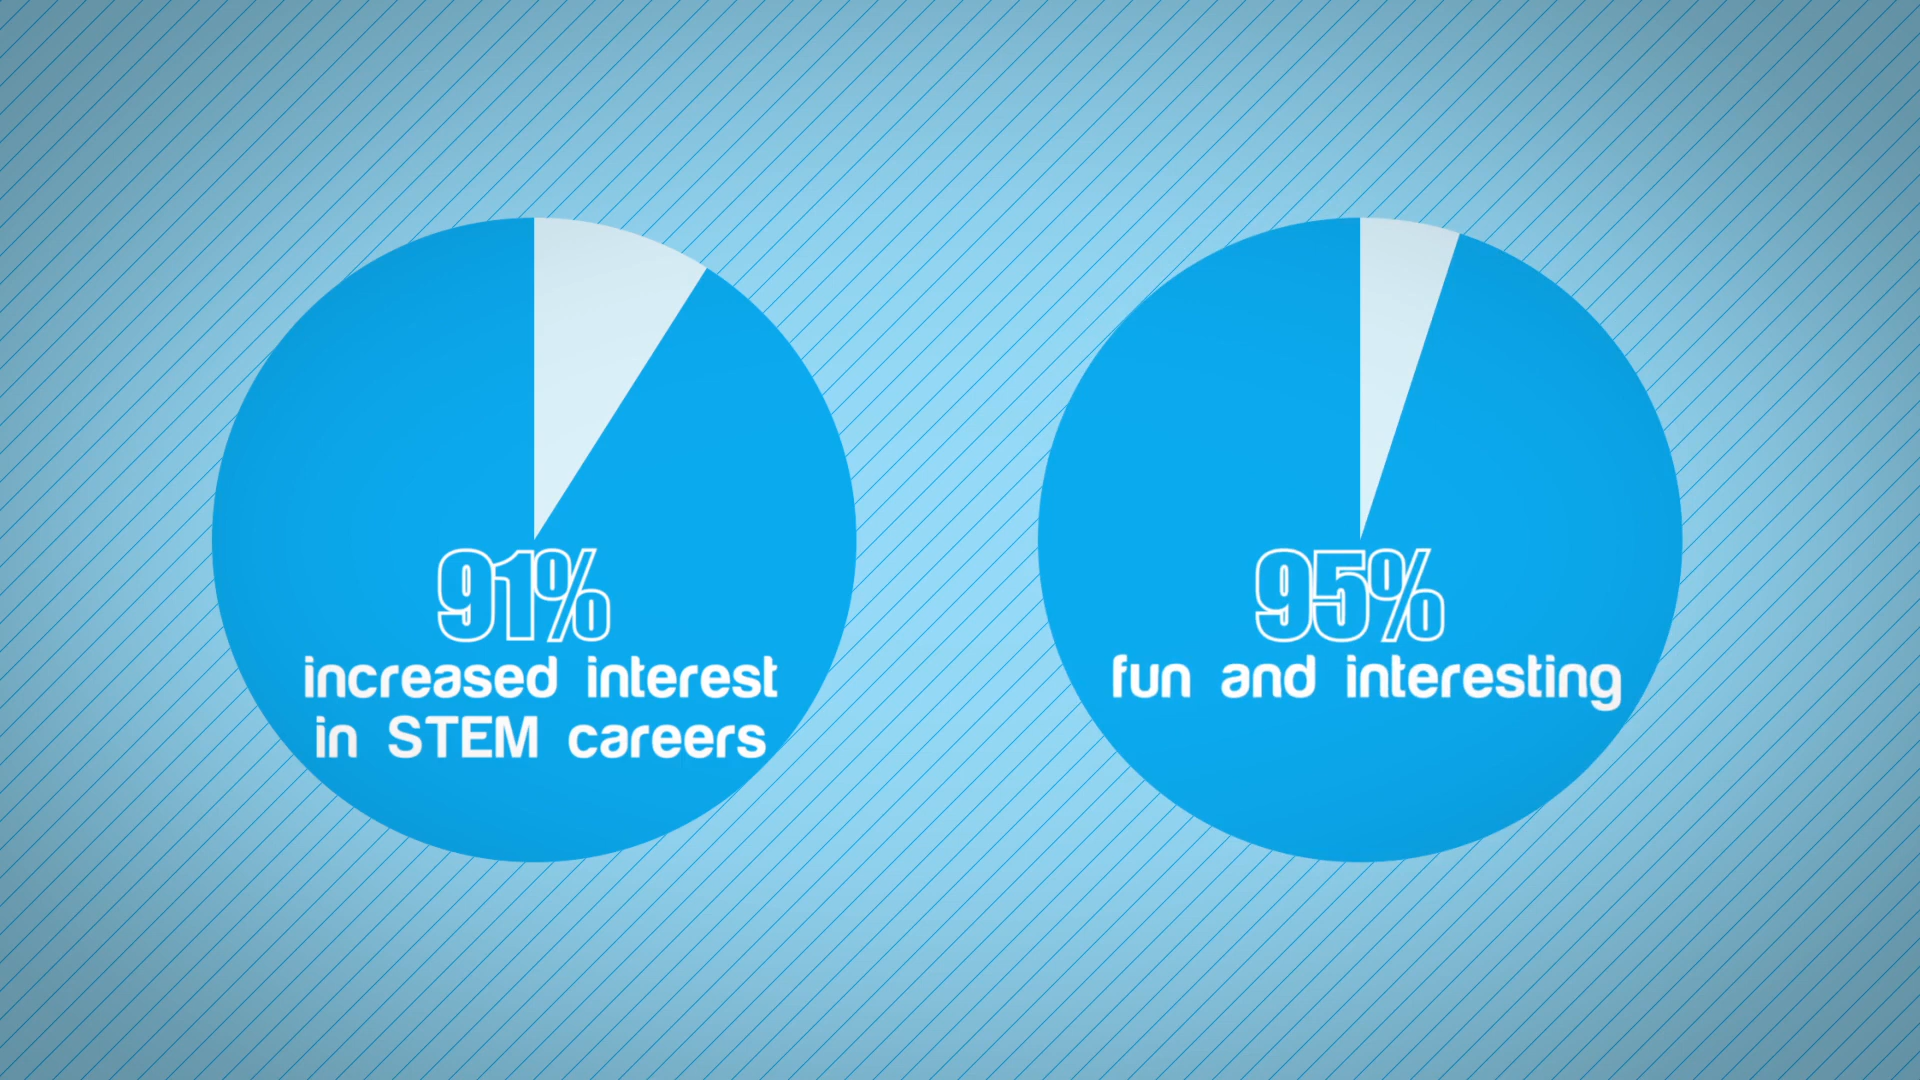 91%
increased interest
in STEM careers
95%
fun and interesting